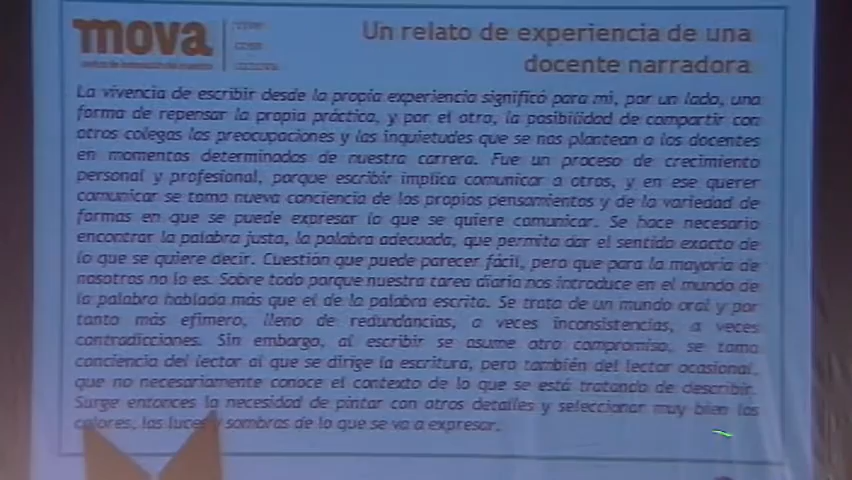 mova
Un relato de experiencia de una
docente narradora
La vivencia de escribir desde la propia experiencia significó para mi, por un lado, una
forma de repensar la propia práctica, y por el otro, la posibilidad de compartir con
otros colegas las preocupaciones y las inquietudes que se nos plantean a los docentes
en momentos determinados de nuestra carrera. Fue un proceso de crecimiento
personal y profesional, porque escribir implica comunicar a otros, y en ese querer
comunicar se toma nueva conciencia de los propios pensamientos y de la variedad de
formas en que se puede expresar lo que se quiere comunicar. Se hace necesario
encontrar la palabra justa, la palabra adecuada, que permita dar el sentido exacto de
lo que se quiere decir. Cuestión que puede parecer fácil, pero que para la mayoría de
nosotros no lo es. Sobre todo porque nuestra tarea diaria nos introduce en el mundo de
la palabra hablada más que el de la palabra escrita. Se trata de un mundo oral y por
tanto más efímero, lleno de redundancias, a veces inconsistencias, a veces
contradicciones. Sin embargo, al escribir se asume otro compromiso, se toma
conciencia del lector al que se dirige la escritura, pero también del lector ocasional,
que no necesariamente conoce el contexto de lo que se está tratando de describir.
Surge entonces la necesidad de pintar con otros detalles y seleccionar muy bien los
colores, las luces y sombras de lo que se va a expresar.